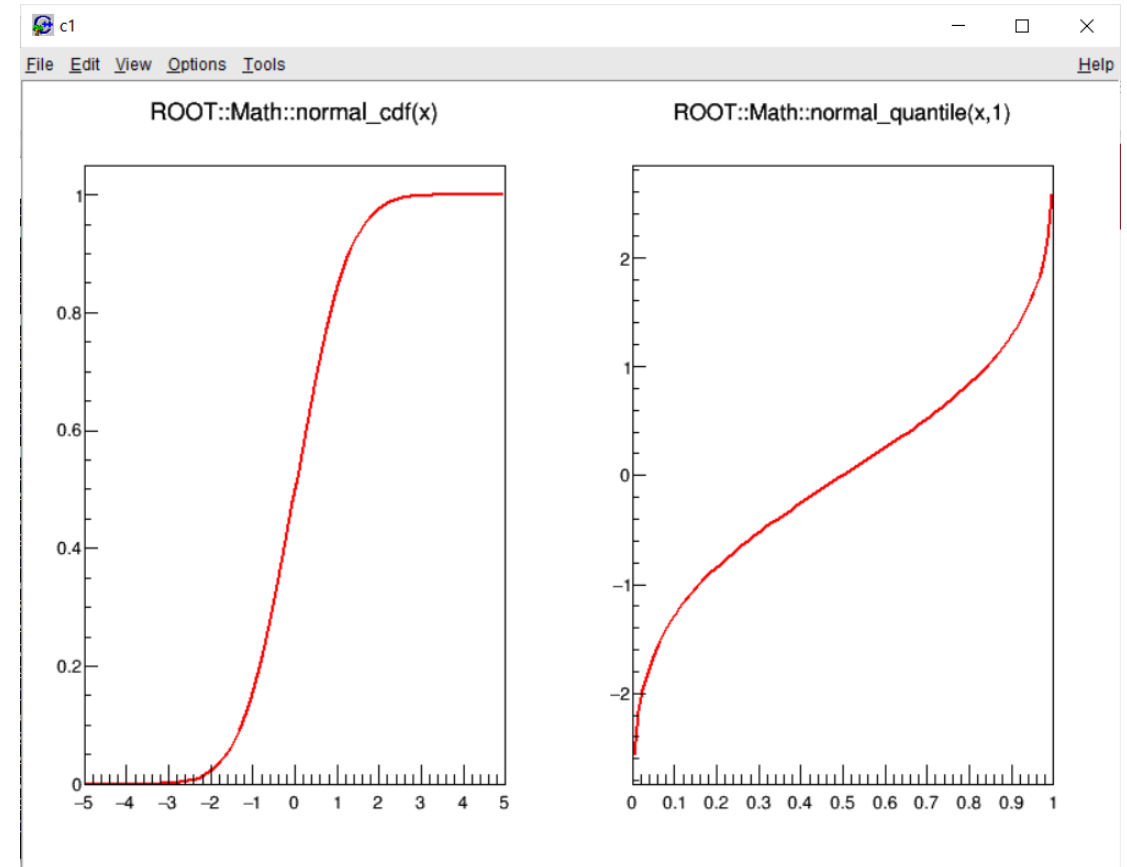 c1
File Edit View Options Tools Help
ROOT::Math::normal_cdf(x)
1
0.8
0.6
0.4
0.2
0
−5 −4 −3 −2 −1 0 1 2 3 4 5
ROOT::Math::normal_quantile(x,1)
2
1
0
−1
−2
0 0.1 0.2 0.3 0.4 0.5 0.6 0.7 0.8 0.9 1